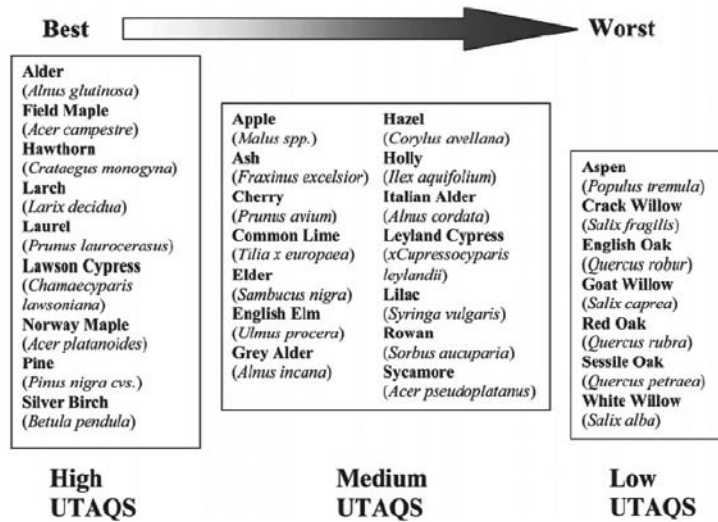 Best
Worst
Alder
(Alnus glutinosa)
Field Maple
(Acer campestre)
Hawthorn
(Crataegus monogyna)
Larch
(Larix decidua)
Laurel
(Prunus laurocerasus)
Lawson Cypress
(Chamaecyparis
lawsoniana)
Norway Maple
(Acer platanoides)
Pine
(Pinus nigra cvs.)
Silver Birch
(Betula pendula)
Apple
(Malus spp.)
Ash
(Fraxinus excelsior)
Cherry
(Prunus avium)
Common Lime
(Tilia x europaea)
Elder
(Sambucus nigra)
English Elm
(Ulmus procera)
Grey Alder
(Alnus incana)
Hazel
(Corylus avellana)
Holly
(Ilex aquifolium)
Italian Alder
(Alnus cordata)
Leyland Cypress
(xCupressocyparis
leylandii)
Lilac
(Syringa vulgaris)
Rowan
(Sorbus aucuparia)
Sycamore
(Acer pseudoplatanus)
Aspen
(Populus tremula)
Crack Willow
(Salix fragilis)
English Oak
(Quercus robur)
Goat Willow
(Salix caprea)
Red Oak
(Quercus rubra)
Sessile Oak
(Quercus petraea)
White Willow
(Salix alba)
High
UTAQS
Medium
UTAQS
Low
UTAQS